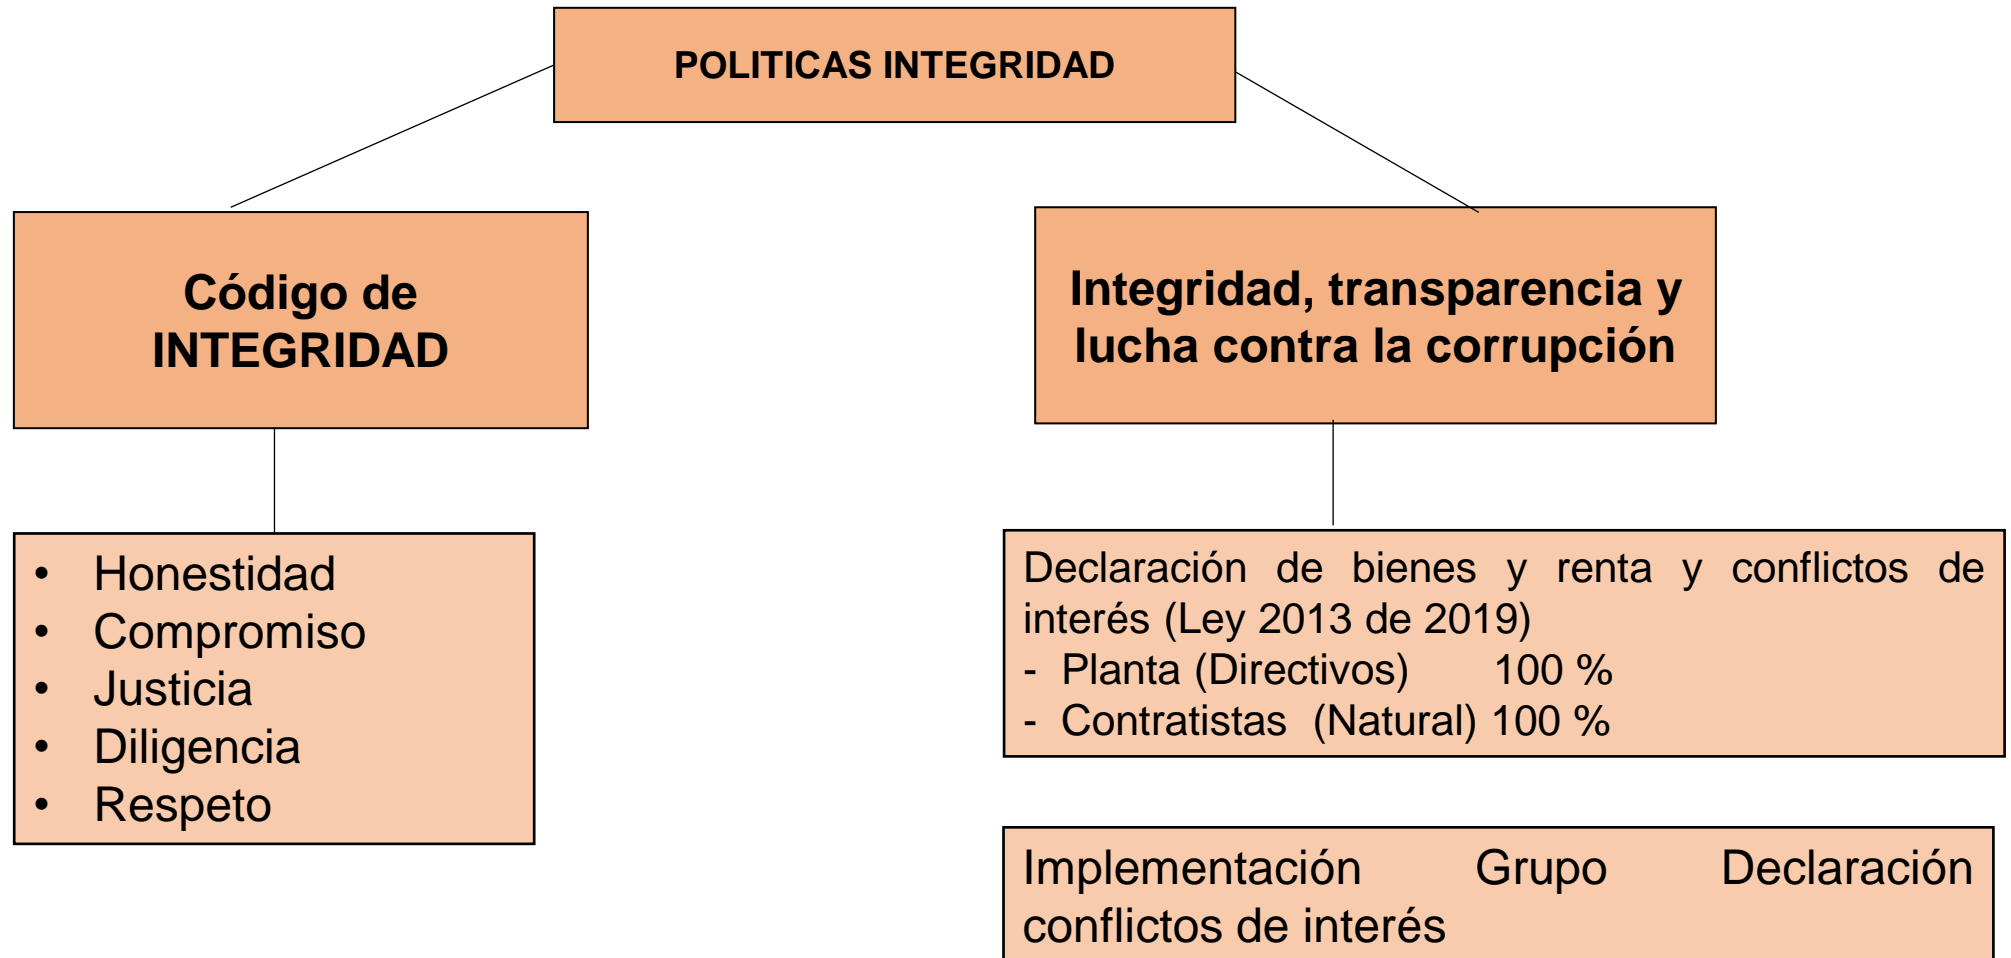 POLITICAS INTEGRIDAD
Código de
INTEGRIDAD
• Honestidad
• Compromiso
• Justicia
• Diligencia
• Respeto
Integridad, transparencia y
lucha contra la corrupción
Declaración de bienes y renta y conflictos de
interés (Ley 2013 de 2019)
- Planta (Directivos) 100 %
- Contratistas (Natural) 100 %
Implementación Grupo Declaración
conflictos de interés